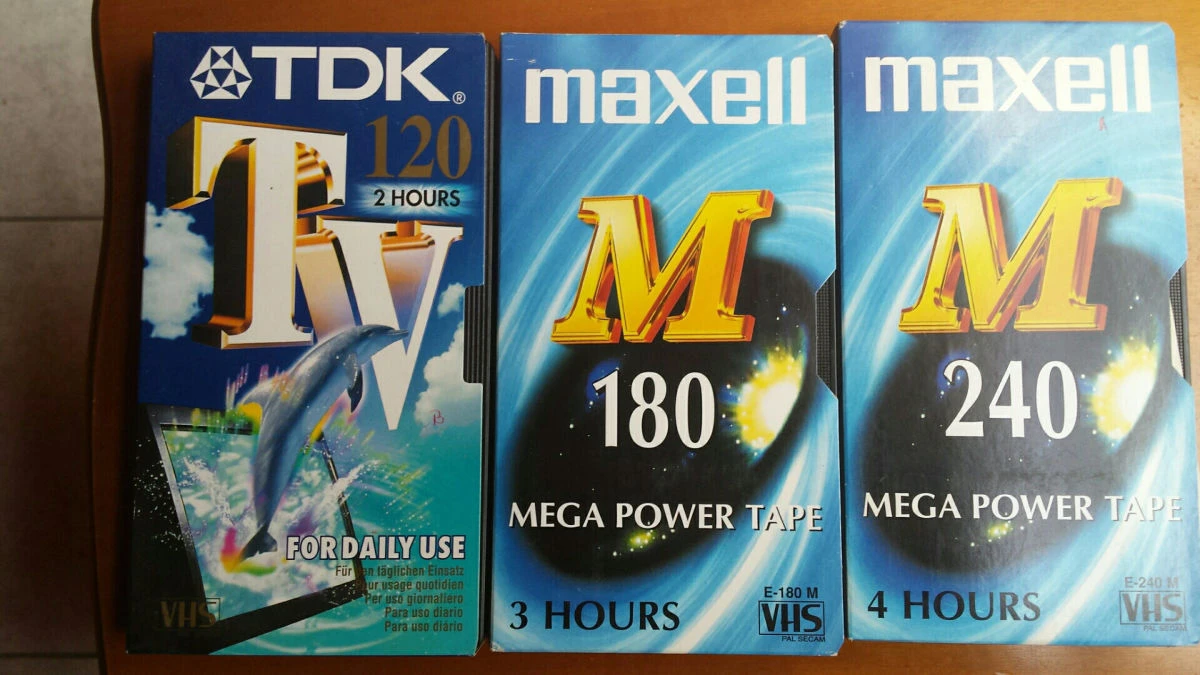 TDK®
TV
120
2 HOURS
B
FOR DAILY USE
Für den täglichen Einsatz
Pour usage quotidien
Per uso giornaliero
Para uso diario
Para uso diário
VHS
maxell
M
180
MEGA POWER TAPE
3 HOURS
E-180 M
VHS
PAL SECAM
maxell
A
M
240
MEGA POWER TAPE
4 HOURS
E-240 M
VHS
PAL SECAM